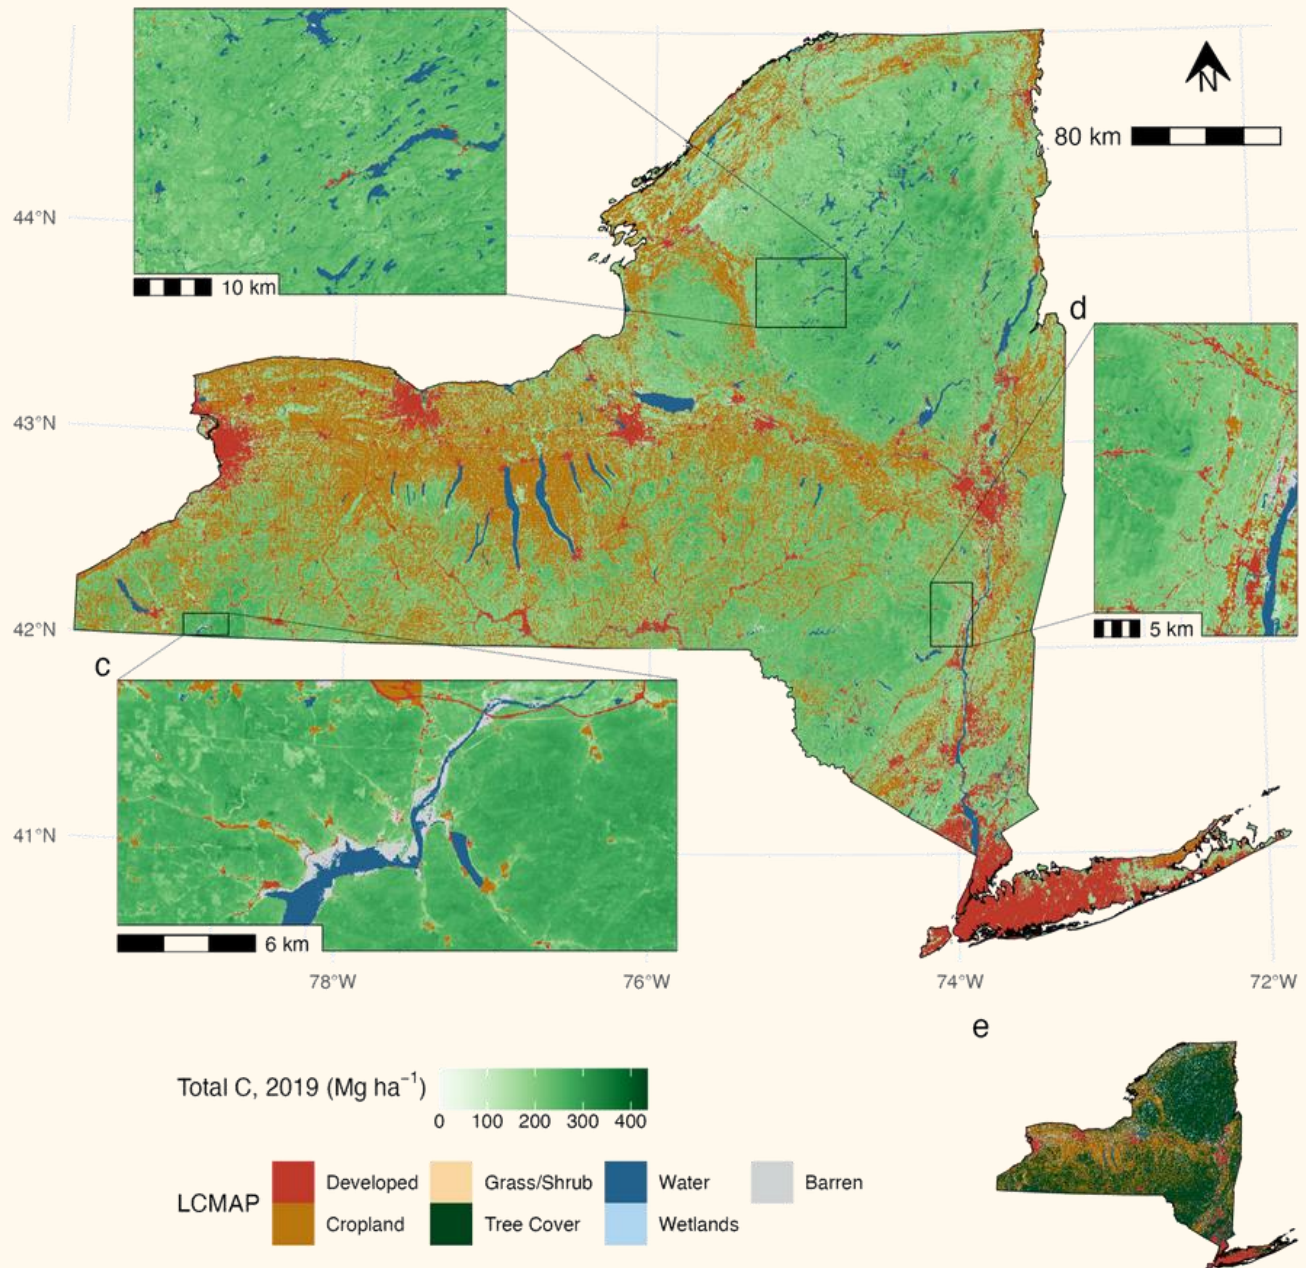 N
80 km
44°N
10 km
d
43°N
42°N
5 km
c
41°N
6 km
78°W
76°W
74°W
72°W
e
Total C, 2019 (Mg ha⁻¹)
0 100 200 300 400
LCMAP
Developed
Grass/Shrub
Water
Barren
Cropland
Tree Cover
Wetlands